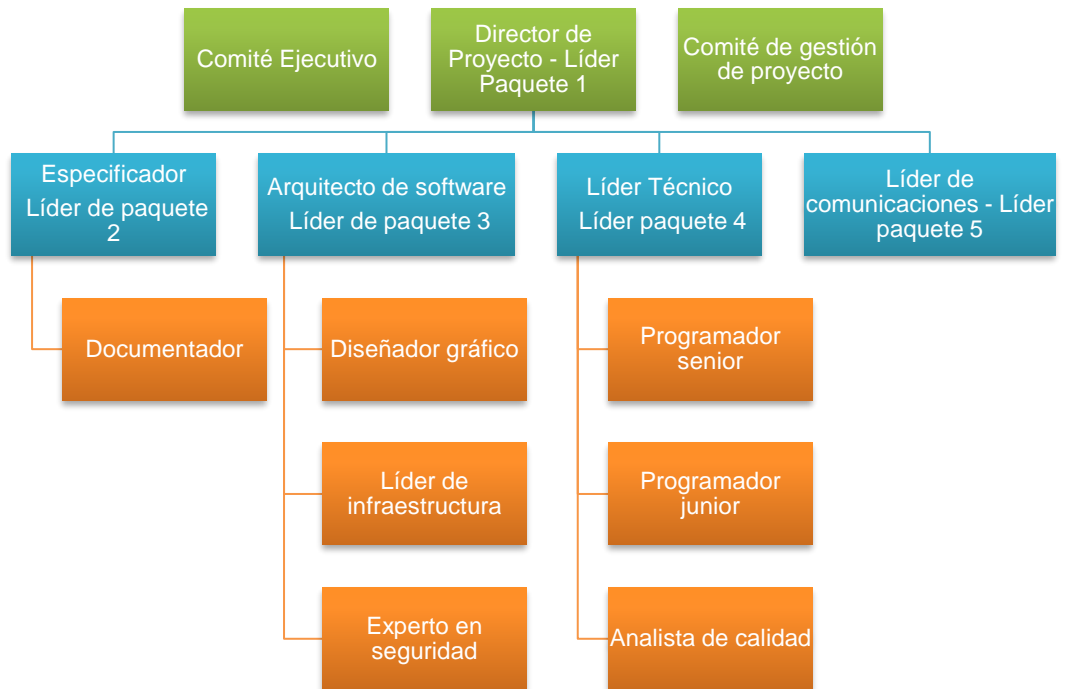 Comité Ejecutivo
Director de
Proyecto - Líder
Paquete 1
Comité de gestión
de proyecto
Especificador
Líder de paquete
2
Arquitecto de software
Líder de paquete 3
Líder Técnico
Líder paquete 4
Líder de
comunicaciones - Líder
paquete 5
Documentador
Diseñador gráfico
Programador
senior
Líder de
infraestructura
Programador
junior
Experto en
seguridad
Analista de calidad